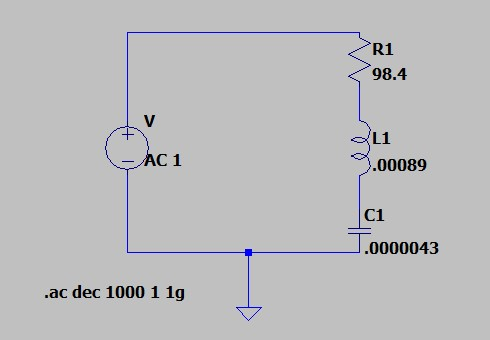 R1
98.4
V
AC 1
L1
.00089
C1
.0000043
.ac dec 1000 1 1g